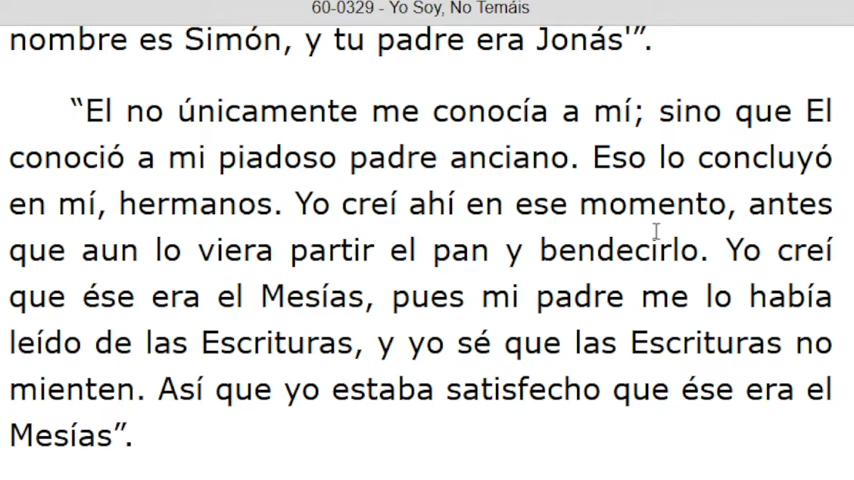 60-0329 - Yo Soy, No Temáis
nombre es Simón, y tu padre era Jonás'”.
“El no únicamente me conocía a mí; sino que El
conoció a mi piadoso padre anciano. Eso lo concluyó
en mí, hermanos. Yo creí ahí en ese momento, antes
que aun lo viera partir el pan y bendecirlo. Yo creí
que ése era el Mesías, pues mi padre me lo había
leído de las Escrituras, y yo sé que las Escrituras no
mienten. Así que yo estaba satisfecho que ése era el
Mesías”.